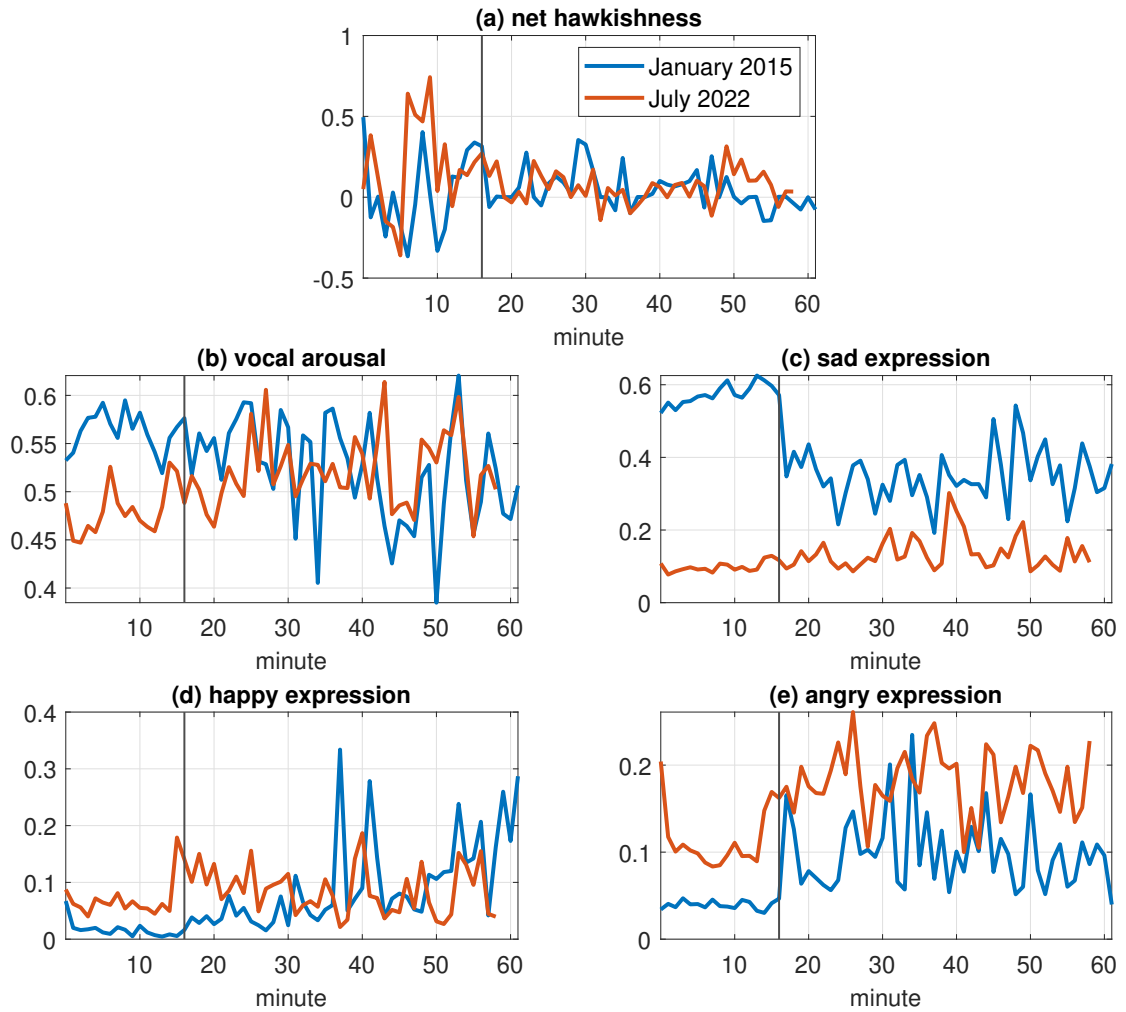 (a) net hawkishness
1
0.5
0
-0.5
January 2015
July 2022
10 20 30 40 50 60
minute
(b) vocal arousal
0.6
0.55
0.5
0.45
0.4
10 20 30 40 50 60
minute
(c) sad expression
0.6
0.4
0.2
0
10 20 30 40 50 60
minute
(d) happy expression
0.4
0.3
0.2
0.1
0
10 20 30 40 50 60
minute
(e) angry expression
0.2
0.1
0
10 20 30 40 50 60
minute